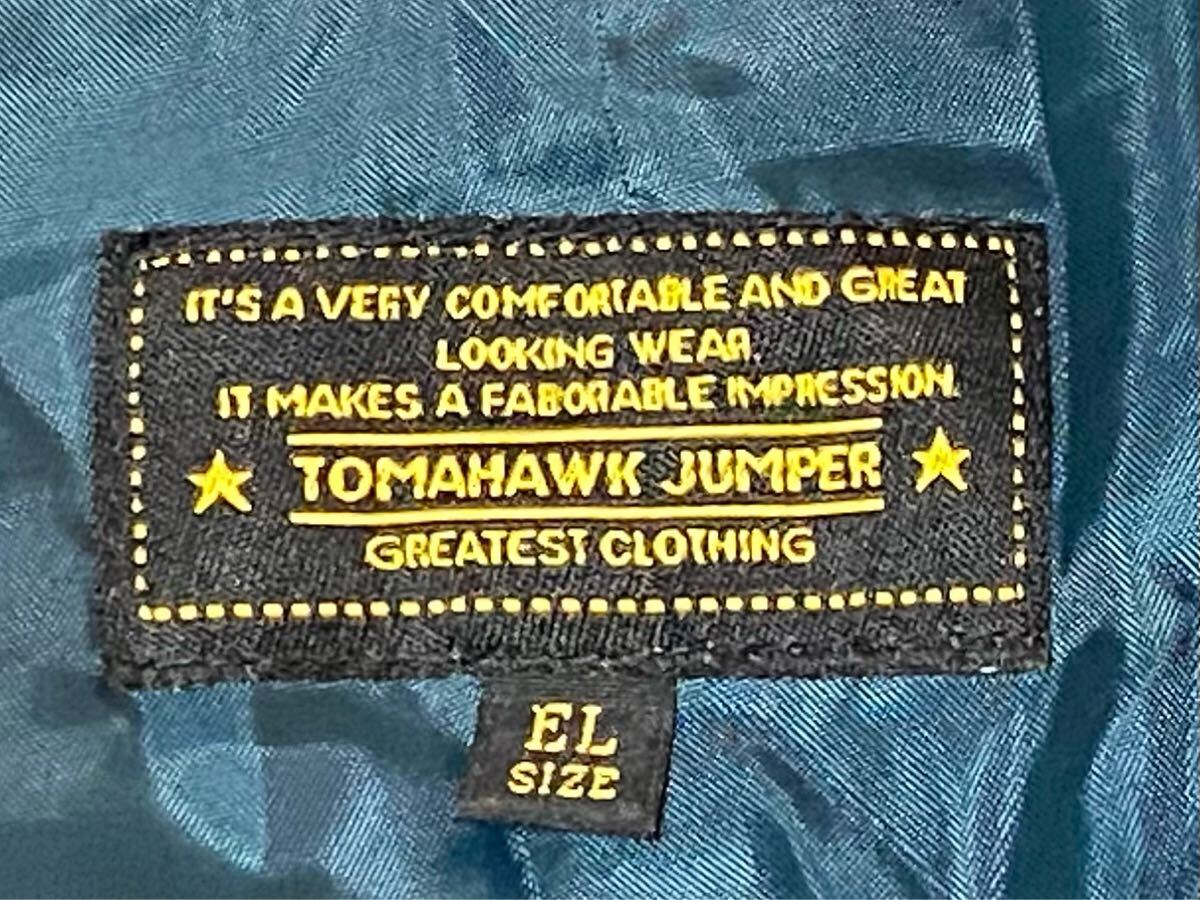 IT'S A VERY COMFORTABLE AND GREAT
LOOKING WEAR.
IT MAKES A FABORABLE IMPRESSION.
TOMAHAWK JUMPER
GREATEST CLOTHING
EL
SIZE